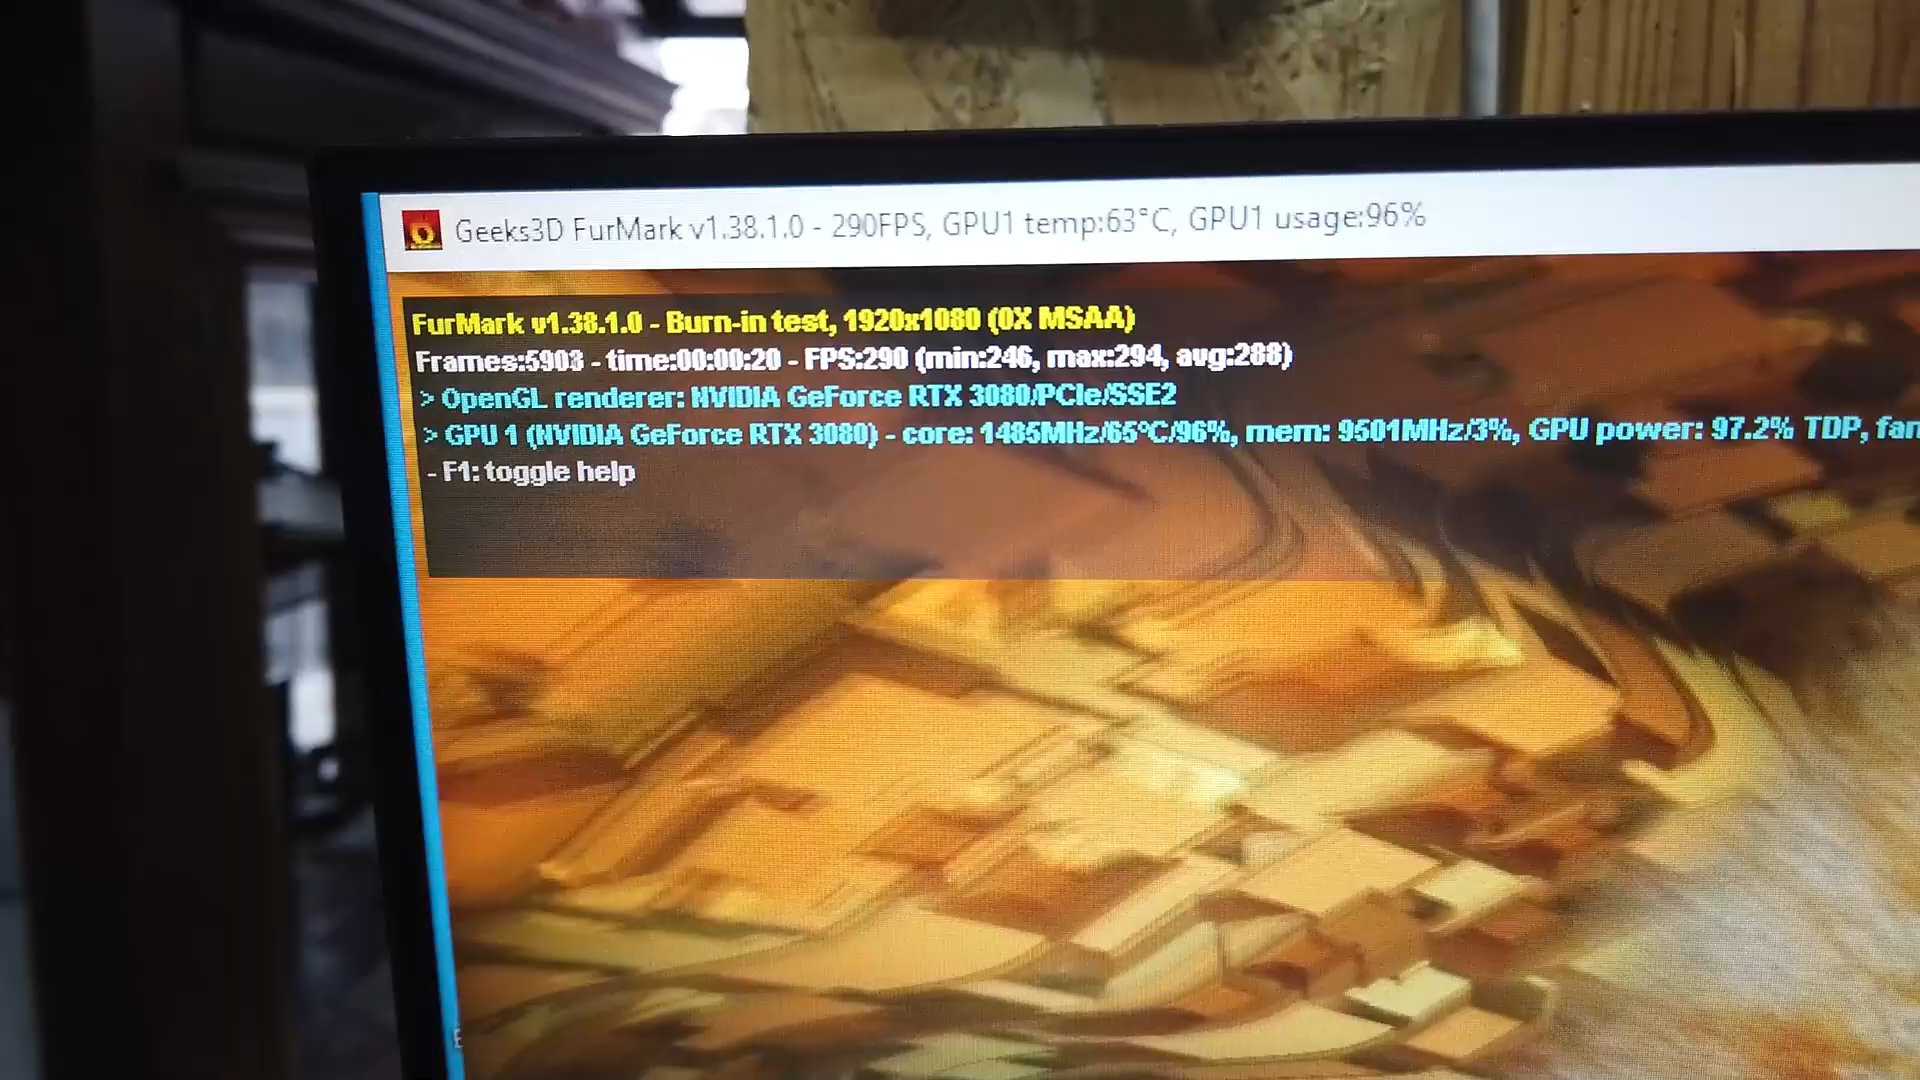 Geeks3D FurMark v1.38.1.0 - 290FPS, GPU1 temp:63°C, GPU1 usage:96%
FurMark v1.38.1.0 - Burn-in test, 1920x1080 (0X MSAA)
Frames:5903 - time:00:00:20 - FPS:290 (min:246, max:294, avg:288)
> OpenGL renderer: NVIDIA GeForce RTX 3080/PCIe/SSE2
> GPU 1 (NVIDIA GeForce RTX 3080) - core: 1485MHz/65°C/96%, mem: 9501MHz/3%, GPU power: 97.2% TDP, fan
- F1: toggle help